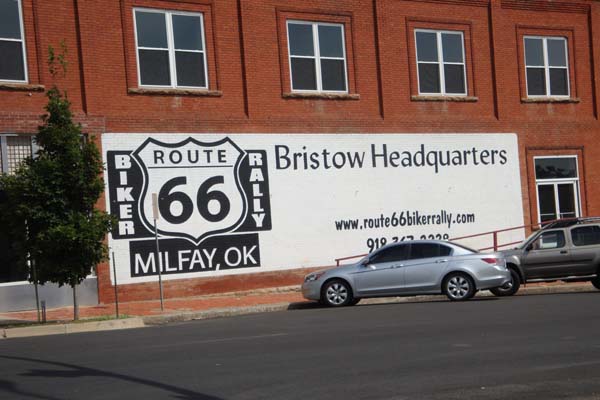 BIKER
ROUTE
66
RALLY
MILFAY, OK
Bristow Headquarters
www.route66bikerrally.com